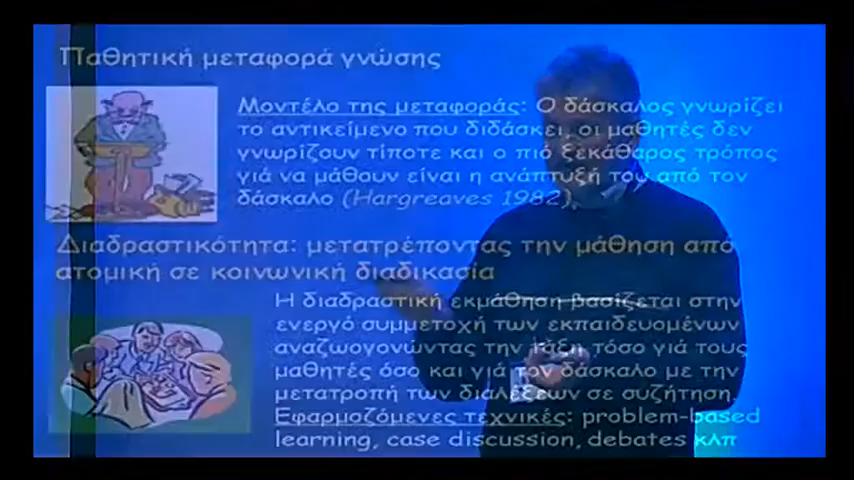 Παθητική μεταφορά γνώσης
Μοντέλο της μεταφοράς: Ο δάσκαλος γνωρίζει
το αντικείμενο που διδάσκει, οι μαθητές δεν
γνωρίζουν τίποτε και ο πιό ξεκάθαρος τρόπος
γιά να μάθουν είναι η ανάπτυξή του από τον
δάσκαλο (Hargreaves 1982),
Διαδραστικότητα: μετατρέποντας την μάθηση από
ατομική σε κοινωνική διαδικασία
Η διαδραστική εκμάθηση βασίζεται στην
ενεργό συμμετοχή των εκπαιδευομένων
αναζωογονώντας την τάξη τόσο γιά τους
μαθητές όσο και γιά τον δάσκαλο με την
μετατροπή των διαλέξεων σε συζήτηση.
Εφαρμοζόμενες τεχνικές: problem-based
learning, case discussion, debates κλπ